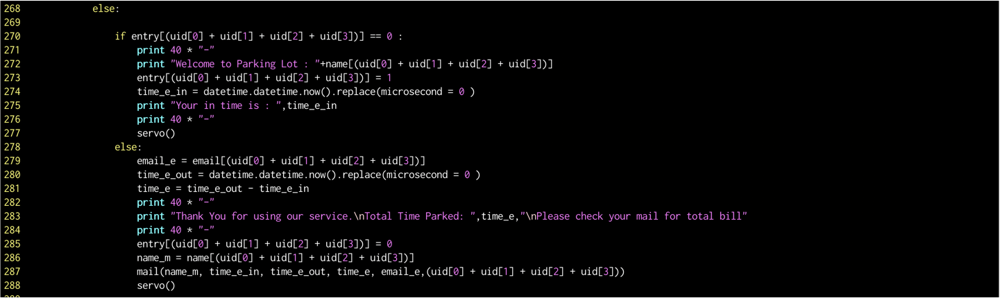 268 else:
269
270 if entry[(uid[0] + uid[1] + uid[2] + uid[3])] == 0 :
271 print 40 * "-"
272 print "Welcome to Parking Lot : "+name[(uid[0] + uid[1] + uid[2] + uid[3])]
273 entry[(uid[0] + uid[1] + uid[2] + uid[3])] = 1
274 time_e_in = datetime.datetime.now().replace(microsecond = 0 )
275 print "Your in time is : ",time_e_in
276 print 40 * "-"
277 servo()
278 else:
279 email_e = email[(uid[0] + uid[1] + uid[2] + uid[3])]
280 time_e_out = datetime.datetime.now().replace(microsecond = 0 )
281 time_e = time_e_out - time_e_in
282 print 40 * "-"
283 print "Thank You for using our service.\nTotal Time Parked: ",time_e,"\nPlease check your mail for total bill"
284 print 40 * "-"
285 entry[(uid[0] + uid[1] + uid[2] + uid[3])] = 0
286 name_m = name[(uid[0] + uid[1] + uid[2] + uid[3])]
287 mail(name_m, time_e_in, time_e_out, time_e, email_e,(uid[0] + uid[1] + uid[2] + uid[3]))
288 servo()